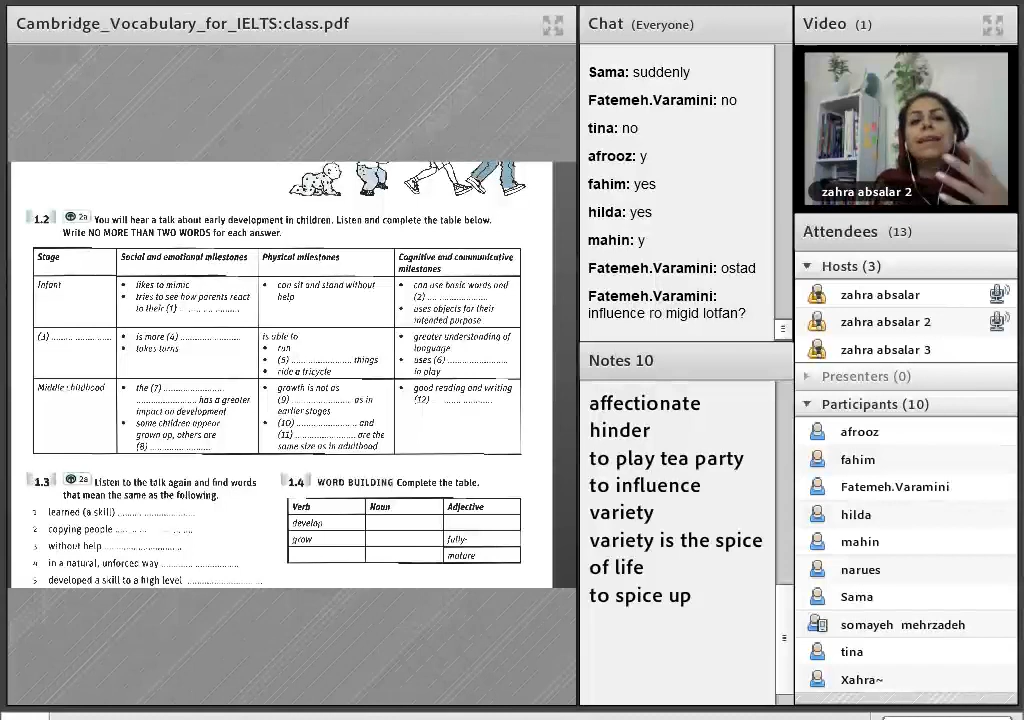 Cambridge_Vocabulary_for_IELTS:class.pdf
1.2 2a You will hear a talk about early development in children. Listen and complete the table below.
Write NO MORE THAN TWO WORDS for each answer.
Stage
Social and emotional milestones
Physical milestones
Cognitive and communicative
milestones
Infant
• likes to mimic
• tries to see how parents react
to their (1) ........................
• can sit and stand without
help
• can use basic words and
(2) ........................
• uses objects for their
intended purpose
(3) ........................
• is more (4) ........................
• takes turns
is able to
• run
• (5) ........................ things
• ride a tricycle
• greater understanding of
language
• uses (6) ........................
in play
Middle childhood
• the (7) ........................
........................ has a greater
impact on development
• some children appear
grown up, others are
(8) ........................
• growth is not as
(9) ........................ as in
earlier stages
• (10) ........................ and
(11) ........................ are the
same size as in adulthood
• good reading and writing
(12) ........................
1.3 2a Listen to the talk again and find words
that mean the same as the following.
1 learned (a skill) ........................
2 copying people ........................
3 without help ........................
4 in a natural, unforced way ........................
5 developed a skill to a high level ........................
1.4 WORD BUILDING Complete the table.
Verb Noun Adjective
develop
grow fully-
mature
Chat (Everyone)
Sama: suddenly
Fatemeh.Varamini: no
tina: no
afrooz: y
fahim: yes
hilda: yes
mahin: y
Fatemeh.Varamini: ostad
Fatemeh.Varamini:
influence ro migid lotfan?
Notes 10
affectionate
hinder
to play tea party
to influence
variety
variety is the spice
of life
to spice up
Video (1)
zahra absalar 2
Attendees (13)
Hosts (3)
zahra absalar
zahra absalar 2
zahra absalar 3
Presenters (0)
Participants (10)
afrooz
fahim
Fatemeh.Varamini
hilda
mahin
narues
Sama
somayeh mehrzadeh
tina
Xahra~